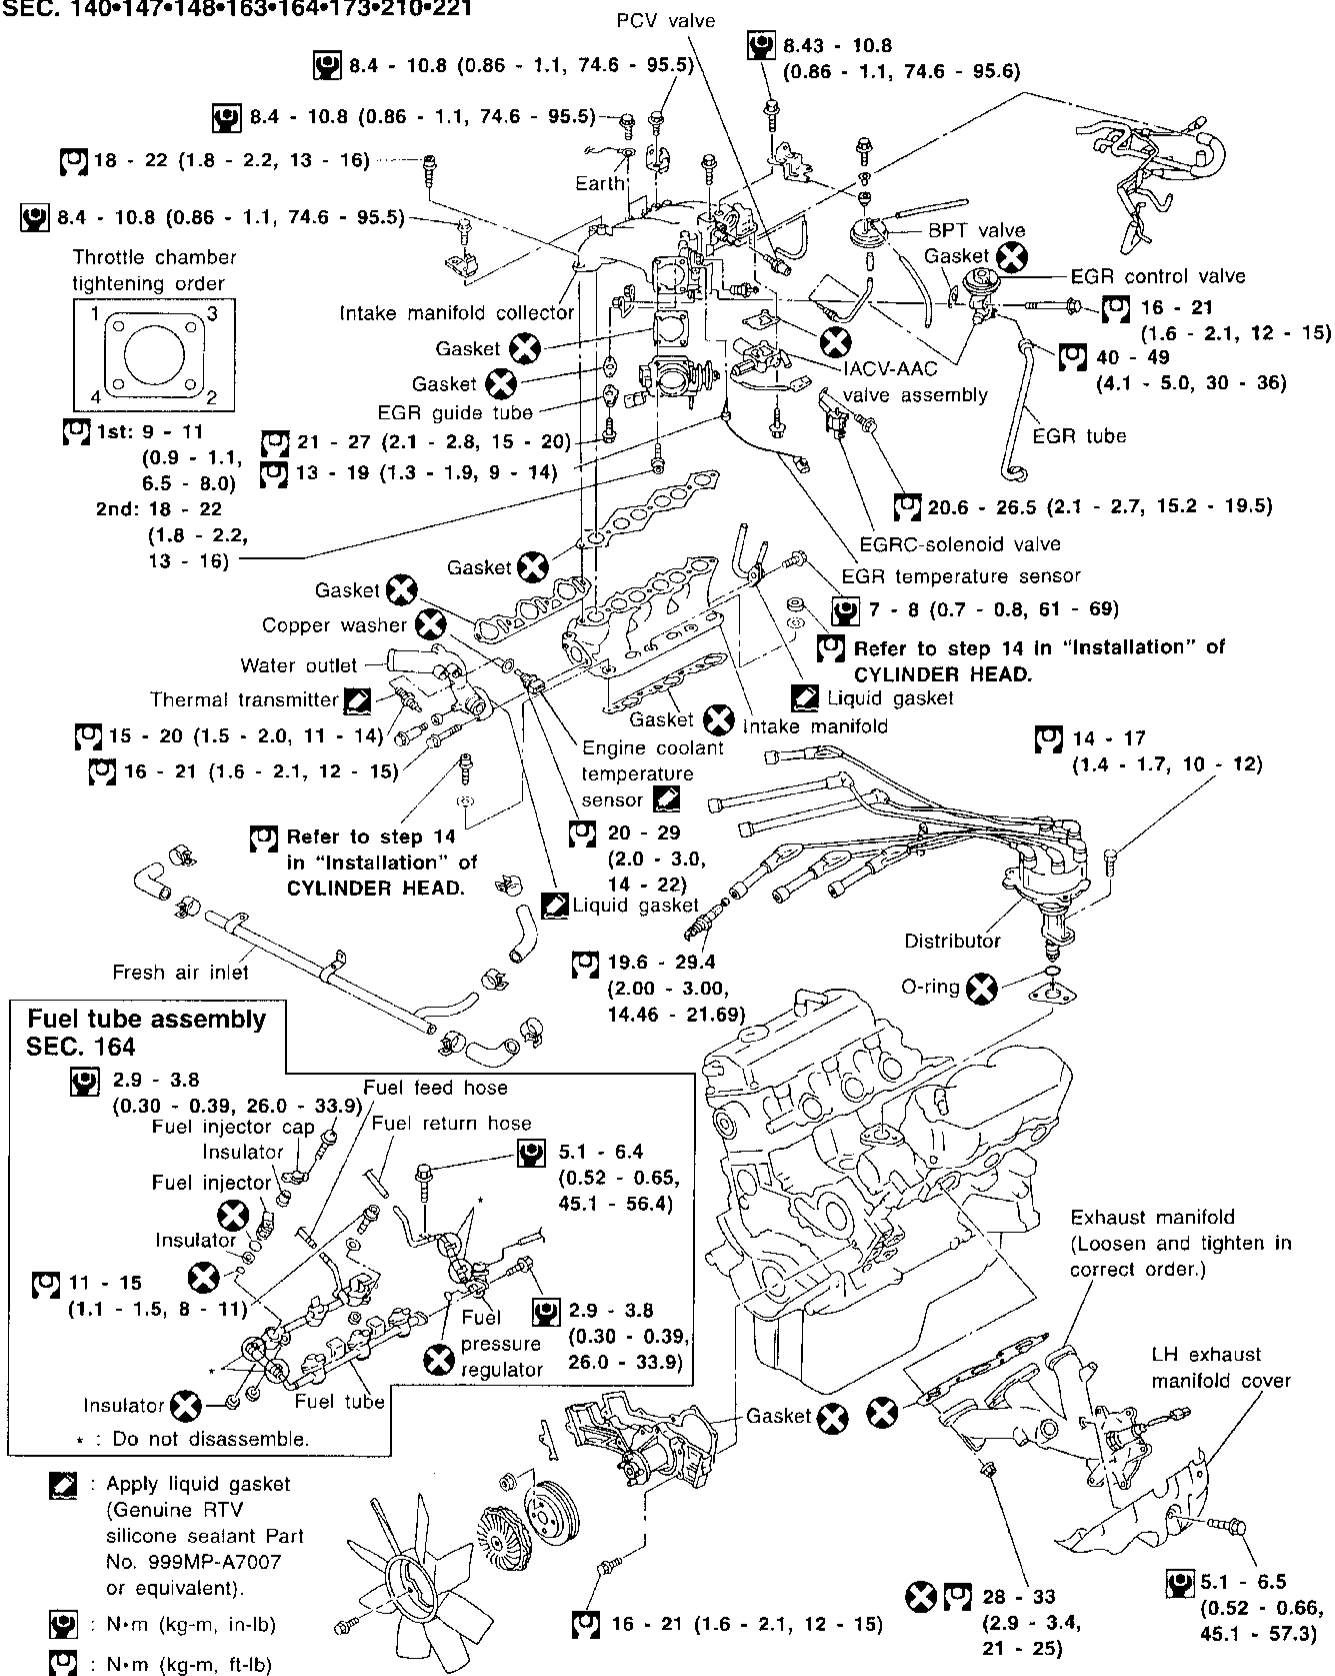 SEC. 140•147•148•163•164•173•210•221
PCV valve
8.43 - 10.8
(0.86 - 1.1, 74.6 - 95.6)
8.4 - 10.8 (0.86 - 1.1, 74.6 - 95.5)
8.4 - 10.8 (0.86 - 1.1, 74.6 - 95.5)
18 - 22 (1.8 - 2.2, 13 - 16)
Earth
8.4 - 10.8 (0.86 - 1.1, 74.6 - 95.5)
BPT valve
Gasket
EGR control valve
16 - 21
(1.6 - 2.1, 12 - 15)
40 - 49
(4.1 - 5.0, 30 - 36)
Throttle chamber
tightening order
1
3
4
2
Intake manifold collector
Gasket
Gasket
EGR guide tube
IACV-AAC
valve assembly
EGR tube
1st: 9 - 11
(0.9 - 1.1,
6.5 - 8.0)
2nd: 18 - 22
(1.8 - 2.2,
13 - 16)
21 - 27 (2.1 - 2.8, 15 - 20)
13 - 19 (1.3 - 1.9, 9 - 14)
20.6 - 26.5 (2.1 - 2.7, 15.2 - 19.5)
EGRC-solenoid valve
EGR temperature sensor
Gasket
Gasket
Copper washer
7 - 8 (0.7 - 0.8, 61 - 69)
Refer to step 14 in "Installation" of
CYLINDER HEAD.
Water outlet
Thermal transmitter
Liquid gasket
Gasket
Intake manifold
15 - 20 (1.5 - 2.0, 11 - 14)
16 - 21 (1.6 - 2.1, 12 - 15)
Engine coolant
temperature
sensor
14 - 17
(1.4 - 1.7, 10 - 12)
Refer to step 14
in "Installation" of
CYLINDER HEAD.
20 - 29
(2.0 - 3.0,
14 - 22)
Liquid gasket
Distributor
Fresh air inlet
19.6 - 29.4
(2.00 - 3.00,
14.46 - 21.69)
O-ring
Fuel tube assembly
SEC. 164
2.9 - 3.8
(0.30 - 0.39, 26.0 - 33.9)
Fuel feed hose
Fuel injector cap
Fuel return hose
Insulator
Fuel injector
5.1 - 6.4
(0.52 - 0.65,
45.1 - 56.4)
*
Insulator
11 - 15
(1.1 - 1.5, 8 - 11)
Fuel
pressure
regulator
2.9 - 3.8
(0.30 - 0.39,
26.0 - 33.9)
*
Insulator
Fuel tube
* : Do not disassemble.
Exhaust manifold
(Loosen and tighten in
correct order.)
LH exhaust
manifold cover
Gasket
: Apply liquid gasket
(Genuine RTV
silicone sealant Part
No. 999MP-A7007
or equivalent).
: N•m (kg-m, in-lb)
: N•m (kg-m, ft-lb)
16 - 21 (1.6 - 2.1, 12 - 15)
28 - 33
(2.9 - 3.4,
21 - 25)
5.1 - 6.5
(0.52 - 0.66,
45.1 - 57.3)